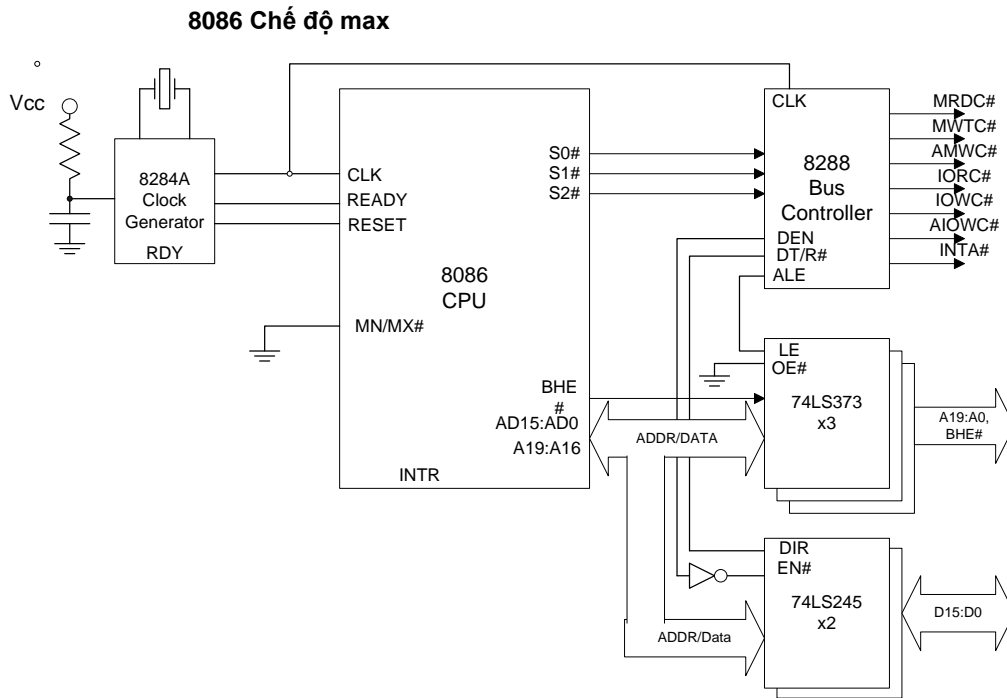 8086 Chế độ max
Vcc
8284A
Clock
Generator
RDY
CLK
READY
RESET
MN/MX#
8086
CPU
S0#
S1#
S2#
BHE
#
AD15:AD0
A19:A16
INTR
CLK
8288
Bus
Controller
DEN
DT/R#
ALE
MRDC#
MWTC#
AMWC#
IORC#
IOWC#
AIOWC#
INTA#
LE
OE#
74LS373
x3
ADDR/DATA
A19:A0,
BHE#
DIR
EN#
74LS245
x2
ADDR/Data
D15:D0